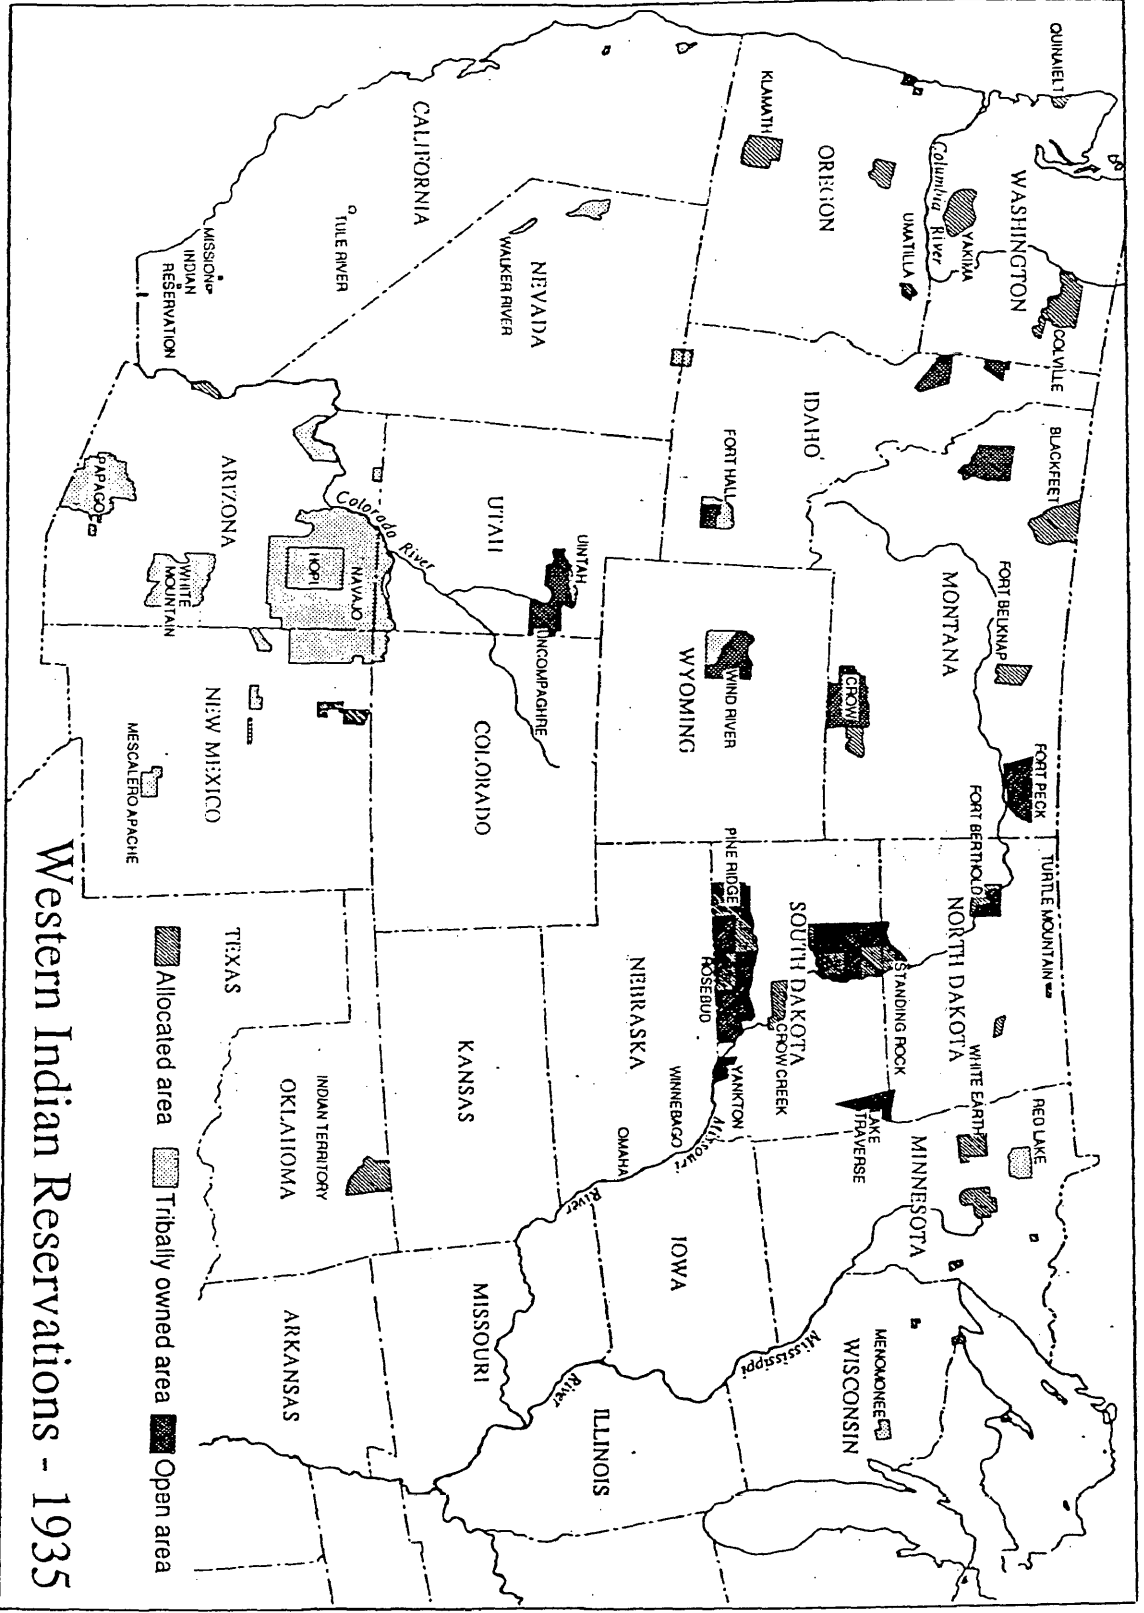 QUINAIELT
WASHINGTON
COLVILLE
YAKIMA
Columbia River
UMATILLA
OREGON
KLAMATH
CALIFORNIA
TULE RIVER
MISSION
INDIAN
RESERVATION
NEVADA
WALKER RIVER
IDAHO
FORT HALL
BLACKFEET
MONTANA
FORT BELKNAP
FORT PECK
CROW
WYOMING
WIND RIVER
UTAH
UINTAH
UNCOMPAGHRE
Colorado River
ARIZONA
PAPAGO
HOPI
NAVAJO
WHITE
MOUNTAIN
NEW MEXICO
MESCALERO APACHE
COLORADO
TURTLE MOUNTAIN
FORT BERTHOLD
NORTH DAKOTA
STANDING ROCK
SOUTH DAKOTA
PINE RIDGE
ROSEBUD
CROW CREEK
YANKTON
LAKE
TRAVERSE
NEBRASKA
WINNEBAGO
OMAHA
Missouri
River
KANSAS
INDIAN TERRITORY
OKLAHOMA
TEXAS
RED LAKE
WHITE EARTH
MINNESOTA
IOWA
MISSOURI
ARKANSAS
Mississippi
River
MENOMONEE
WISCONSIN
ILLINOIS
Allocated area
Tribally owned area
Open area
Western Indian Reservations - 1935